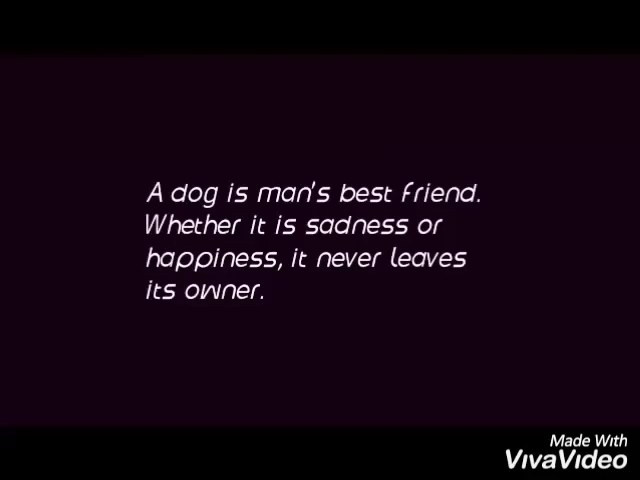 A dog is man's best friend.
Whether it is sadness or
happiness, it never leaves
its owner.
Made With
VivaVideo